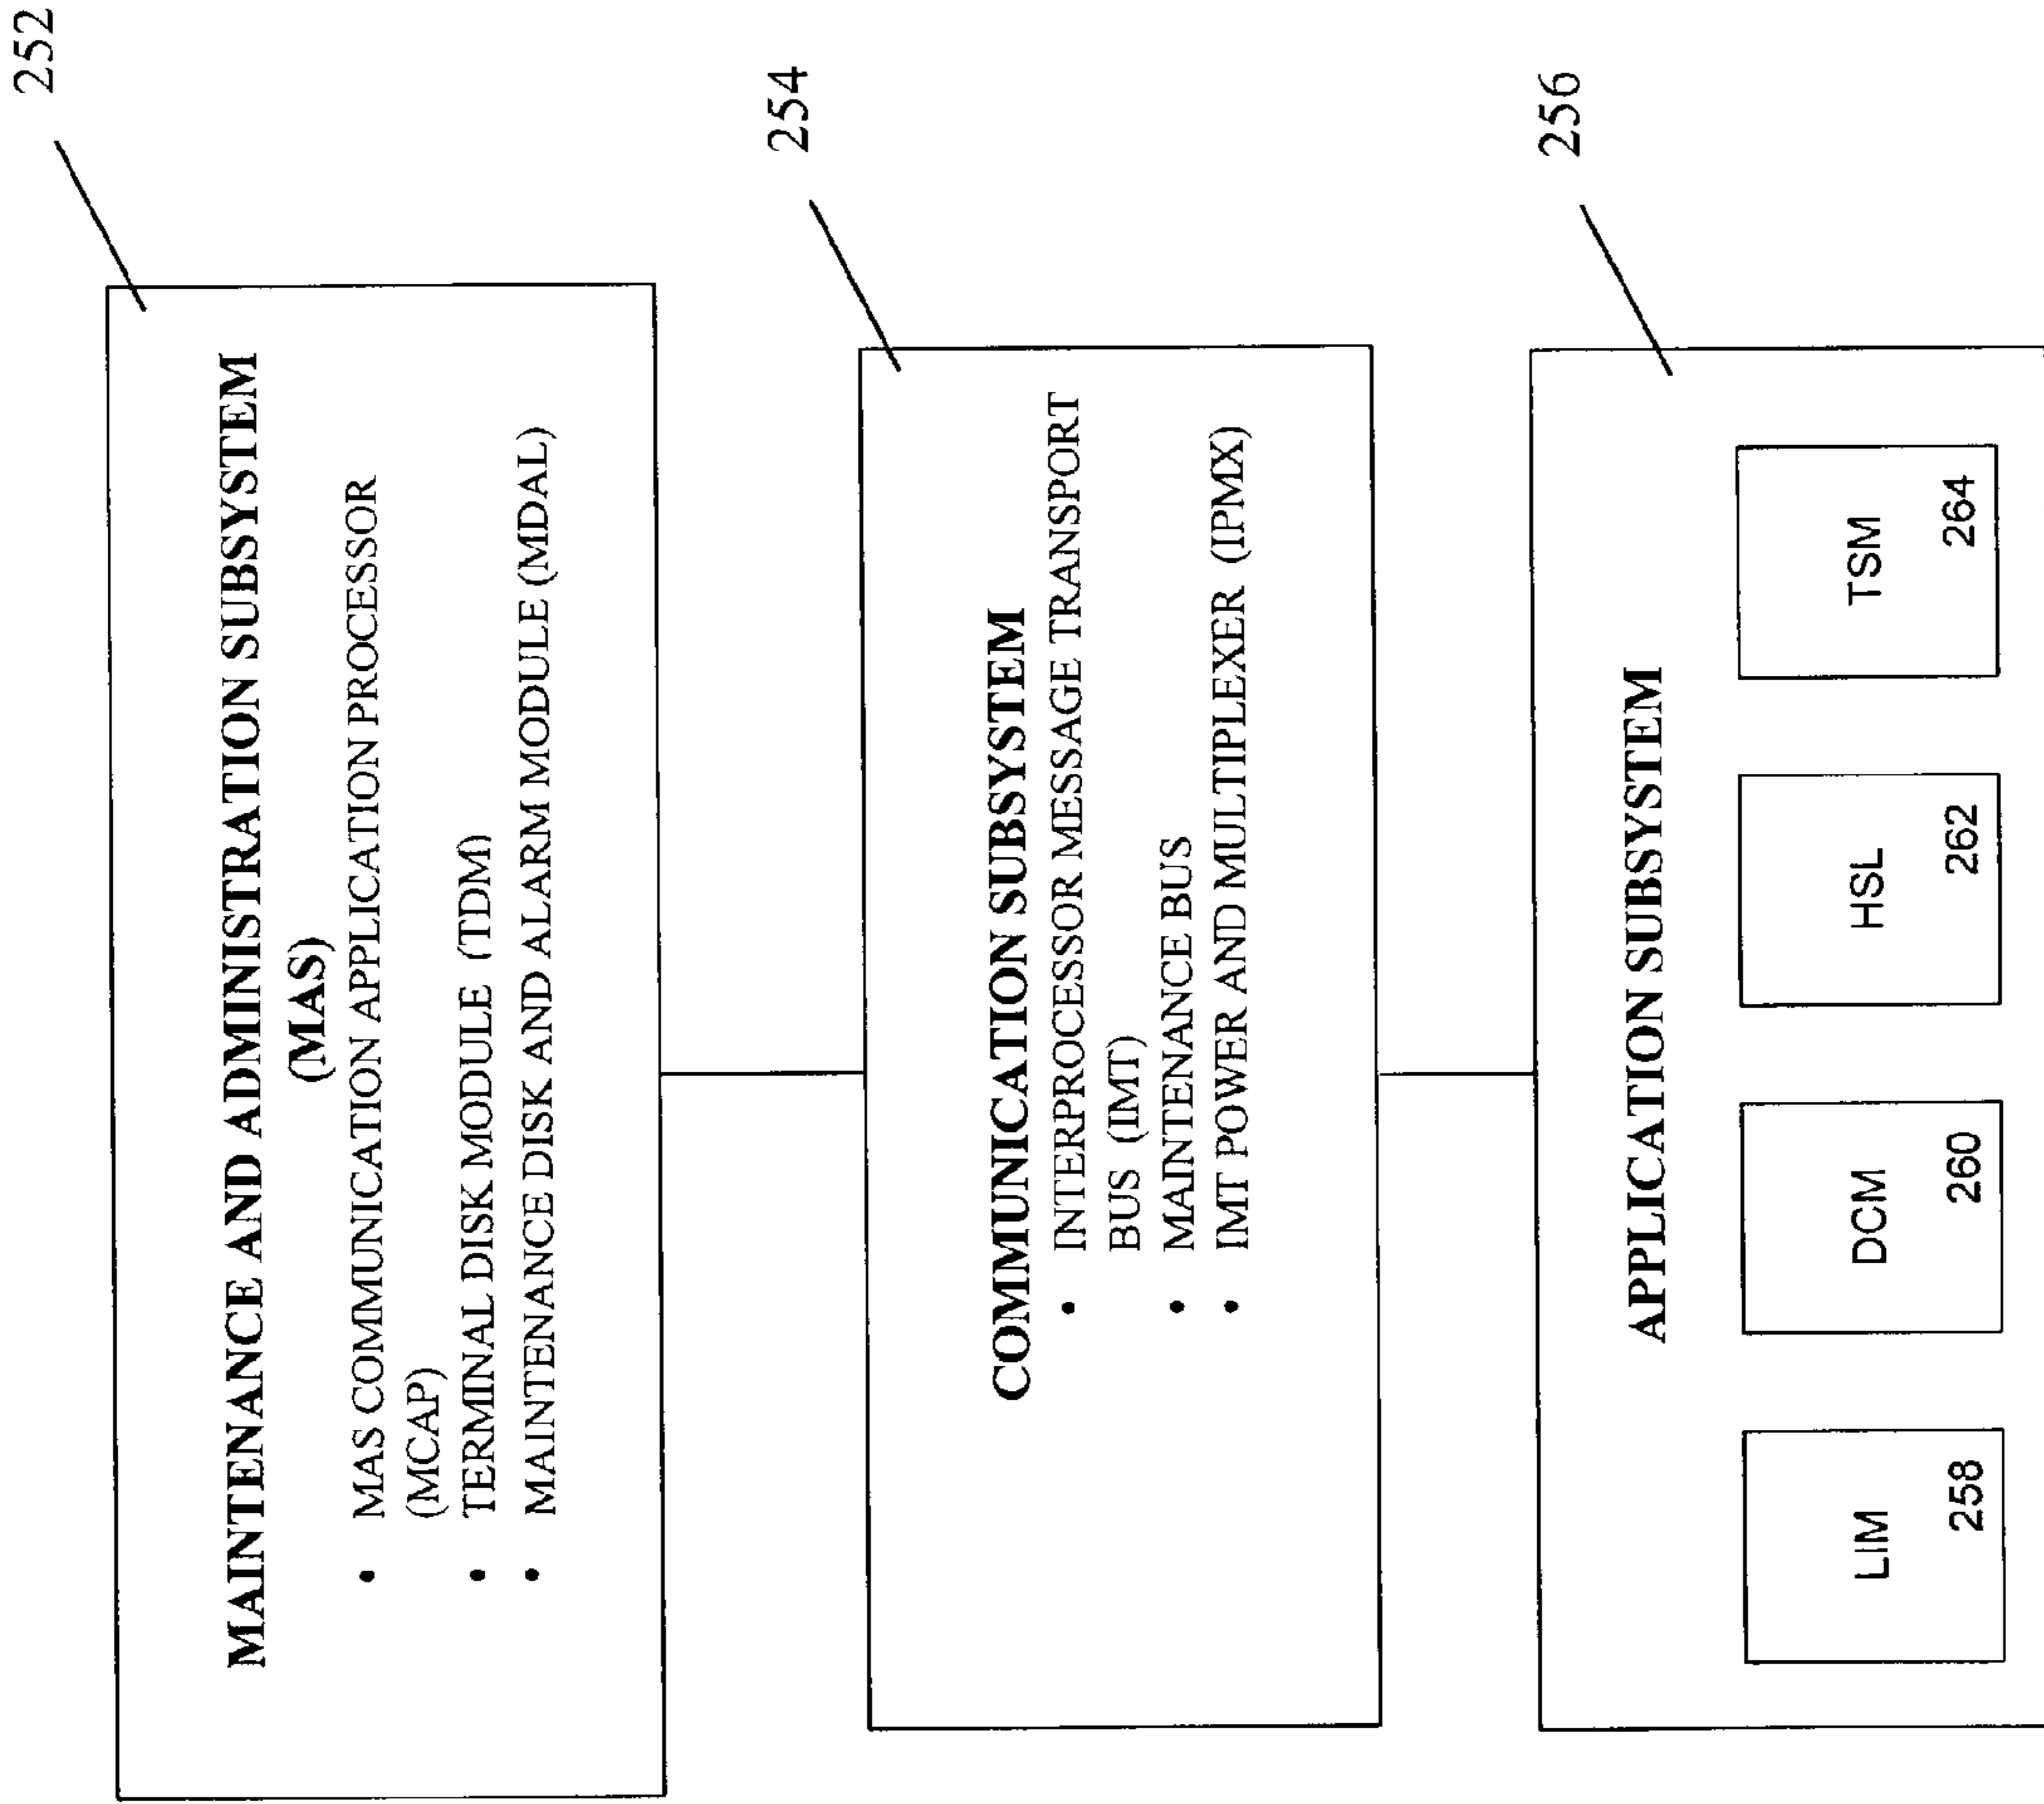 252
MAINTENANCE AND ADMINISTRATION SUBSYSTEM
(MAS)
• MAS COMMUNICATION APPLICATION PROCESSOR
(MCAP)
• TERMINAL DISK MODULE (TDM)
• MAINTENANCE DISK AND ALARM MODULE (MDAL)
254
COMMUNICATION SUBSYSTEM
• INTERPROCESSOR MESSAGE TRANSPORT
BUS (IMT)
• MAINTENANCE BUS
• IMT POWER AND MULTIPLEXER (IPMX)
256
APPLICATION SUBSYSTEM
LIM
258
DCM
260
HSL
262
TSM
264